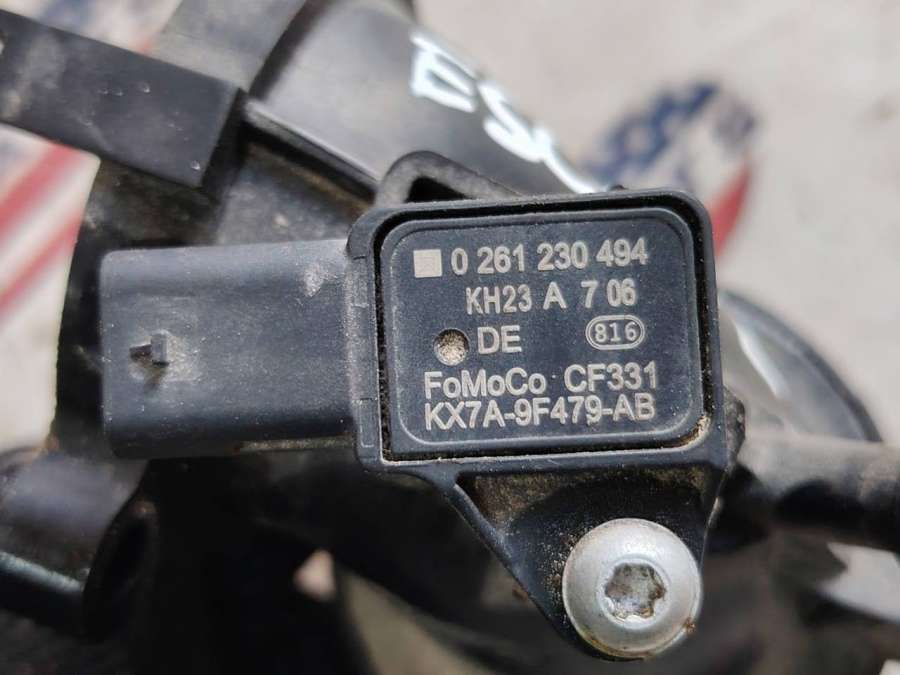 0 261 230 494
KH23 A 7 06
DE 816
FoMoCo CF331
KX7A-9F479-AB